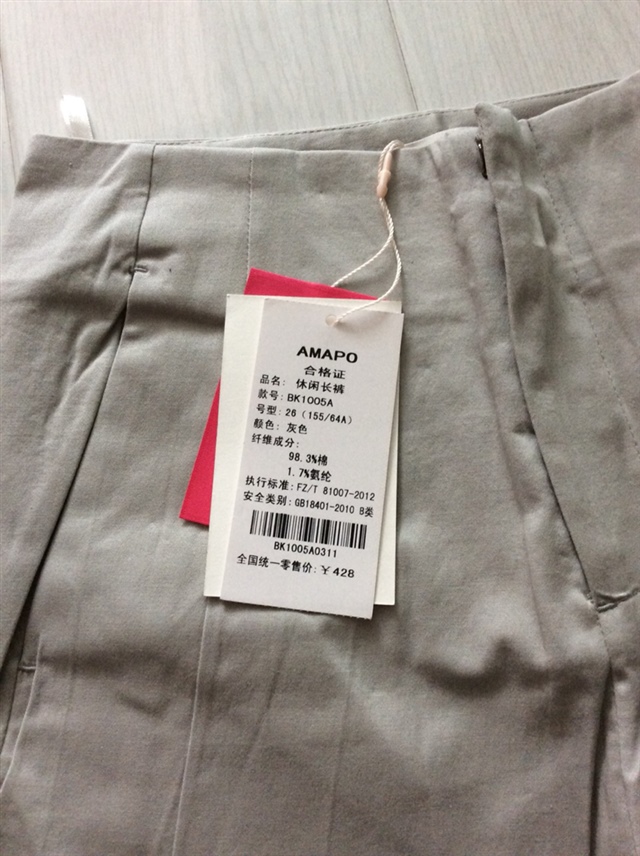 AMAPO
合格证
品名: 休闲长裤
款号: BK1005A
号型: 26 (155/64A)
颜色: 灰色
纤维成分:
98.3%棉
1.7%氨纶
执行标准: FZ/T 81007-2012
安全类别: GB18401-2010 B类
BK1005A0311
全国统一零售价: ¥ 428